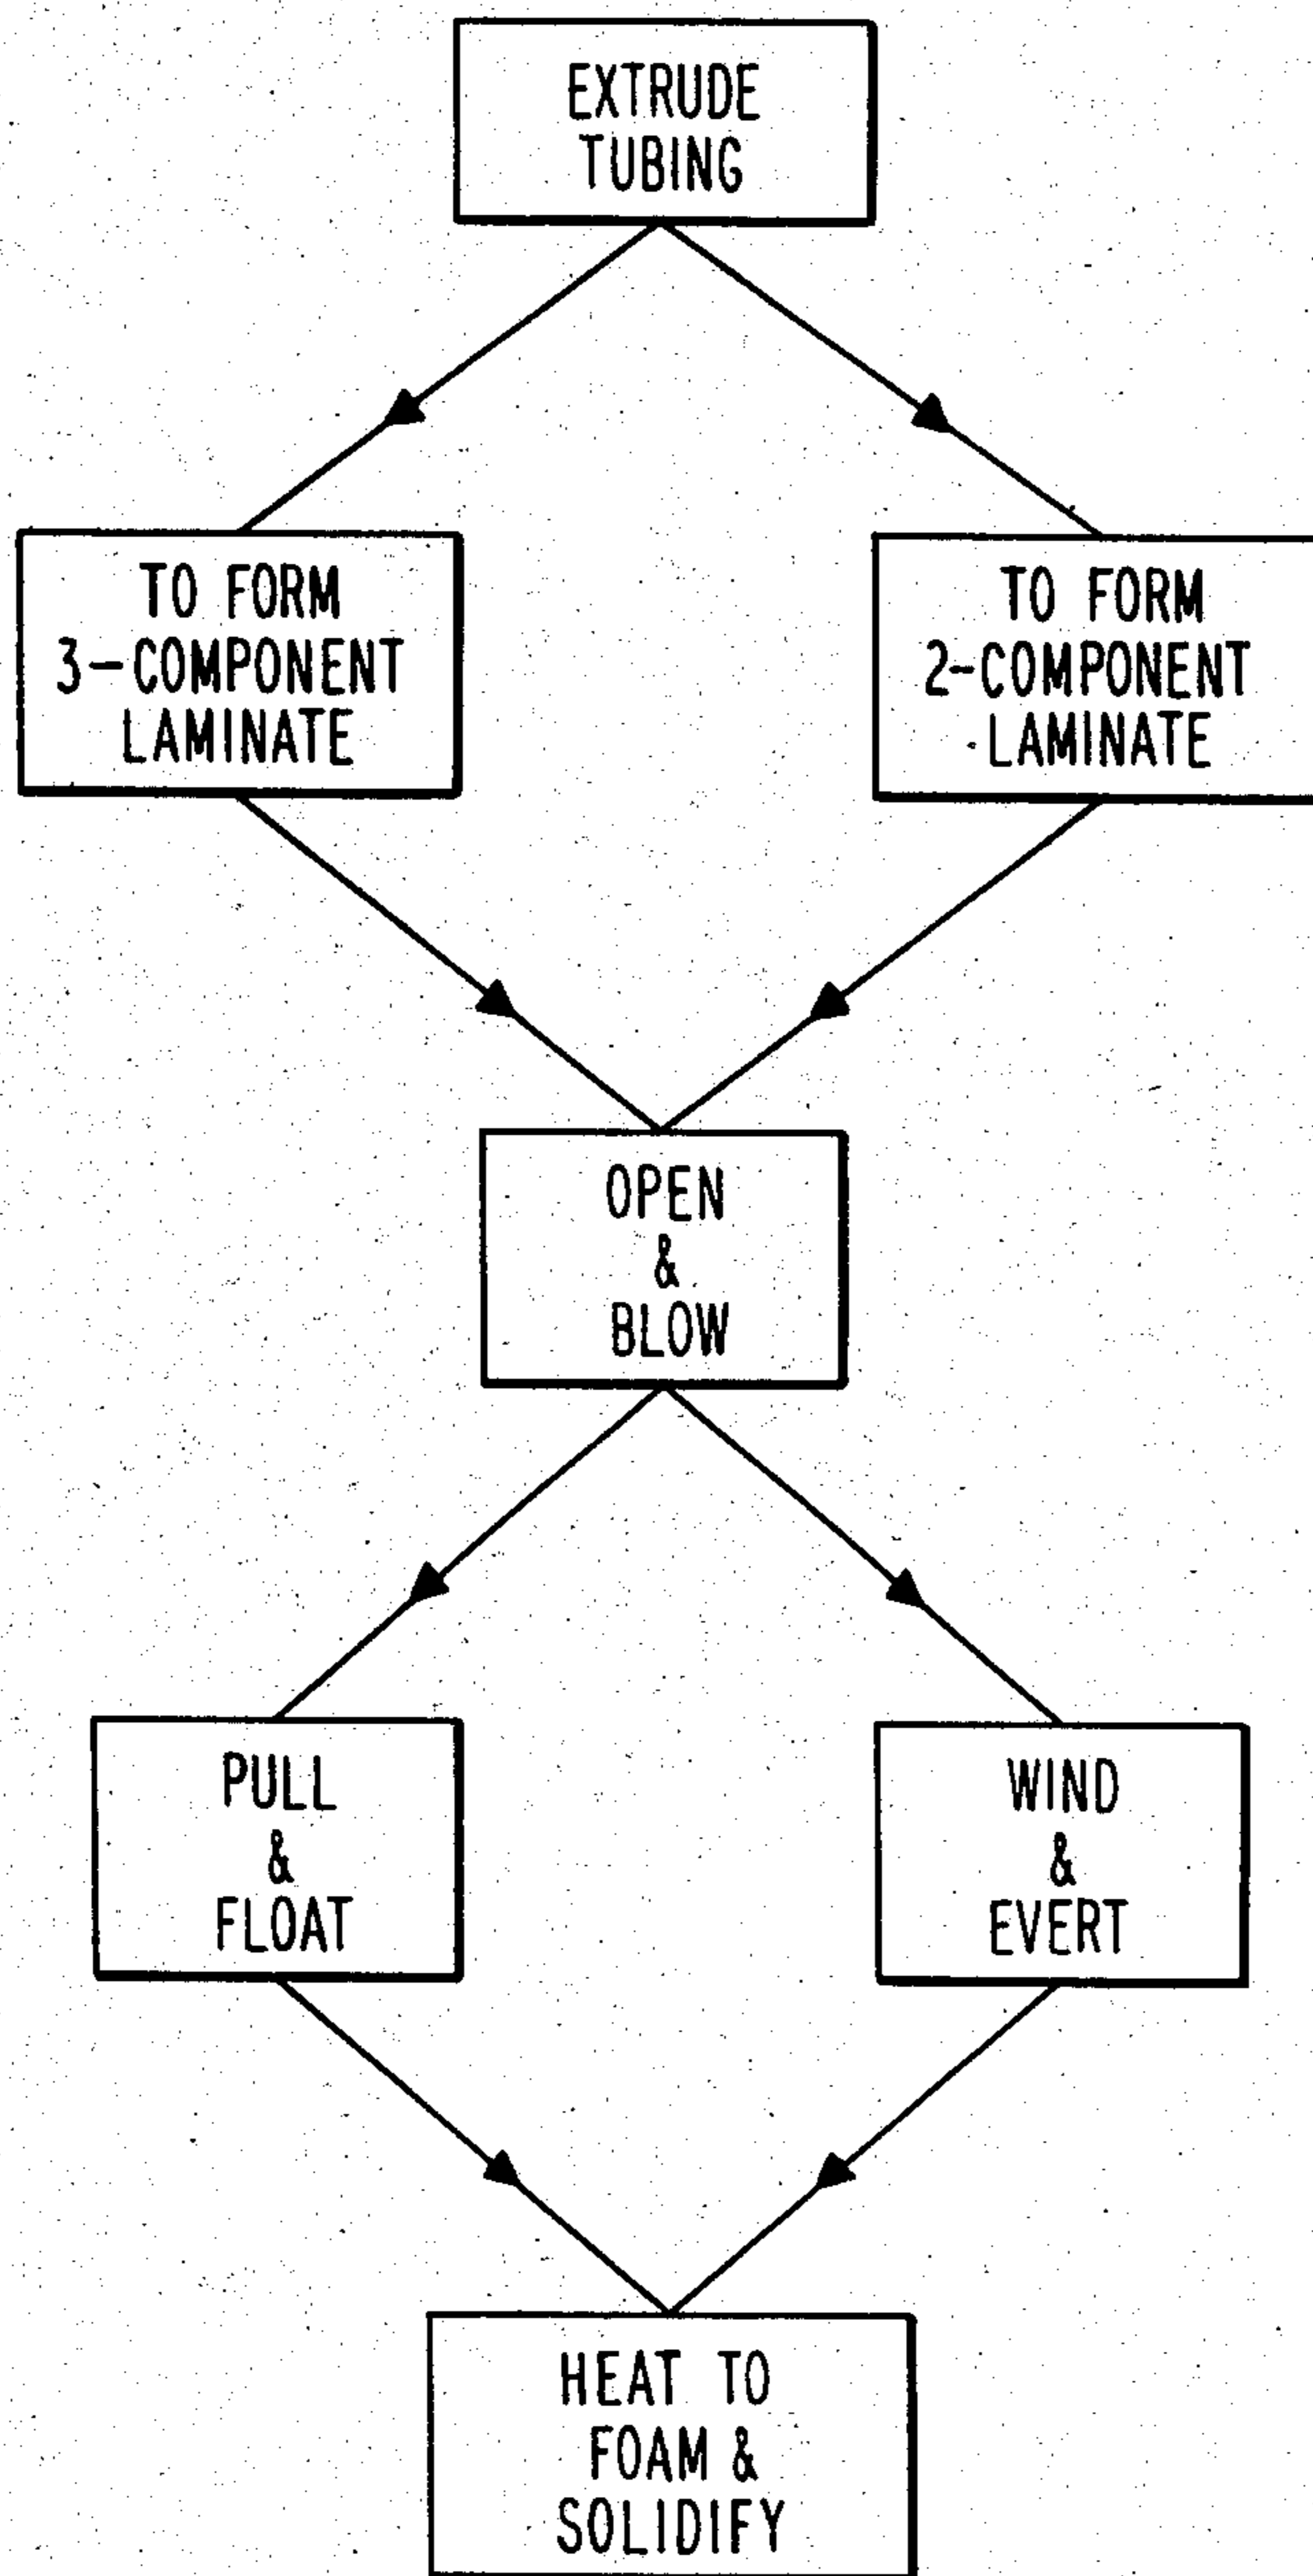 EXTRUDE
TUBING
TO FORM
3-COMPONENT
LAMINATE
TO FORM
2-COMPONENT
LAMINATE
OPEN
&
BLOW
PULL
&
FLOAT
WIND
&
EVERT
HEAT TO
FOAM &
SOLIDIFY